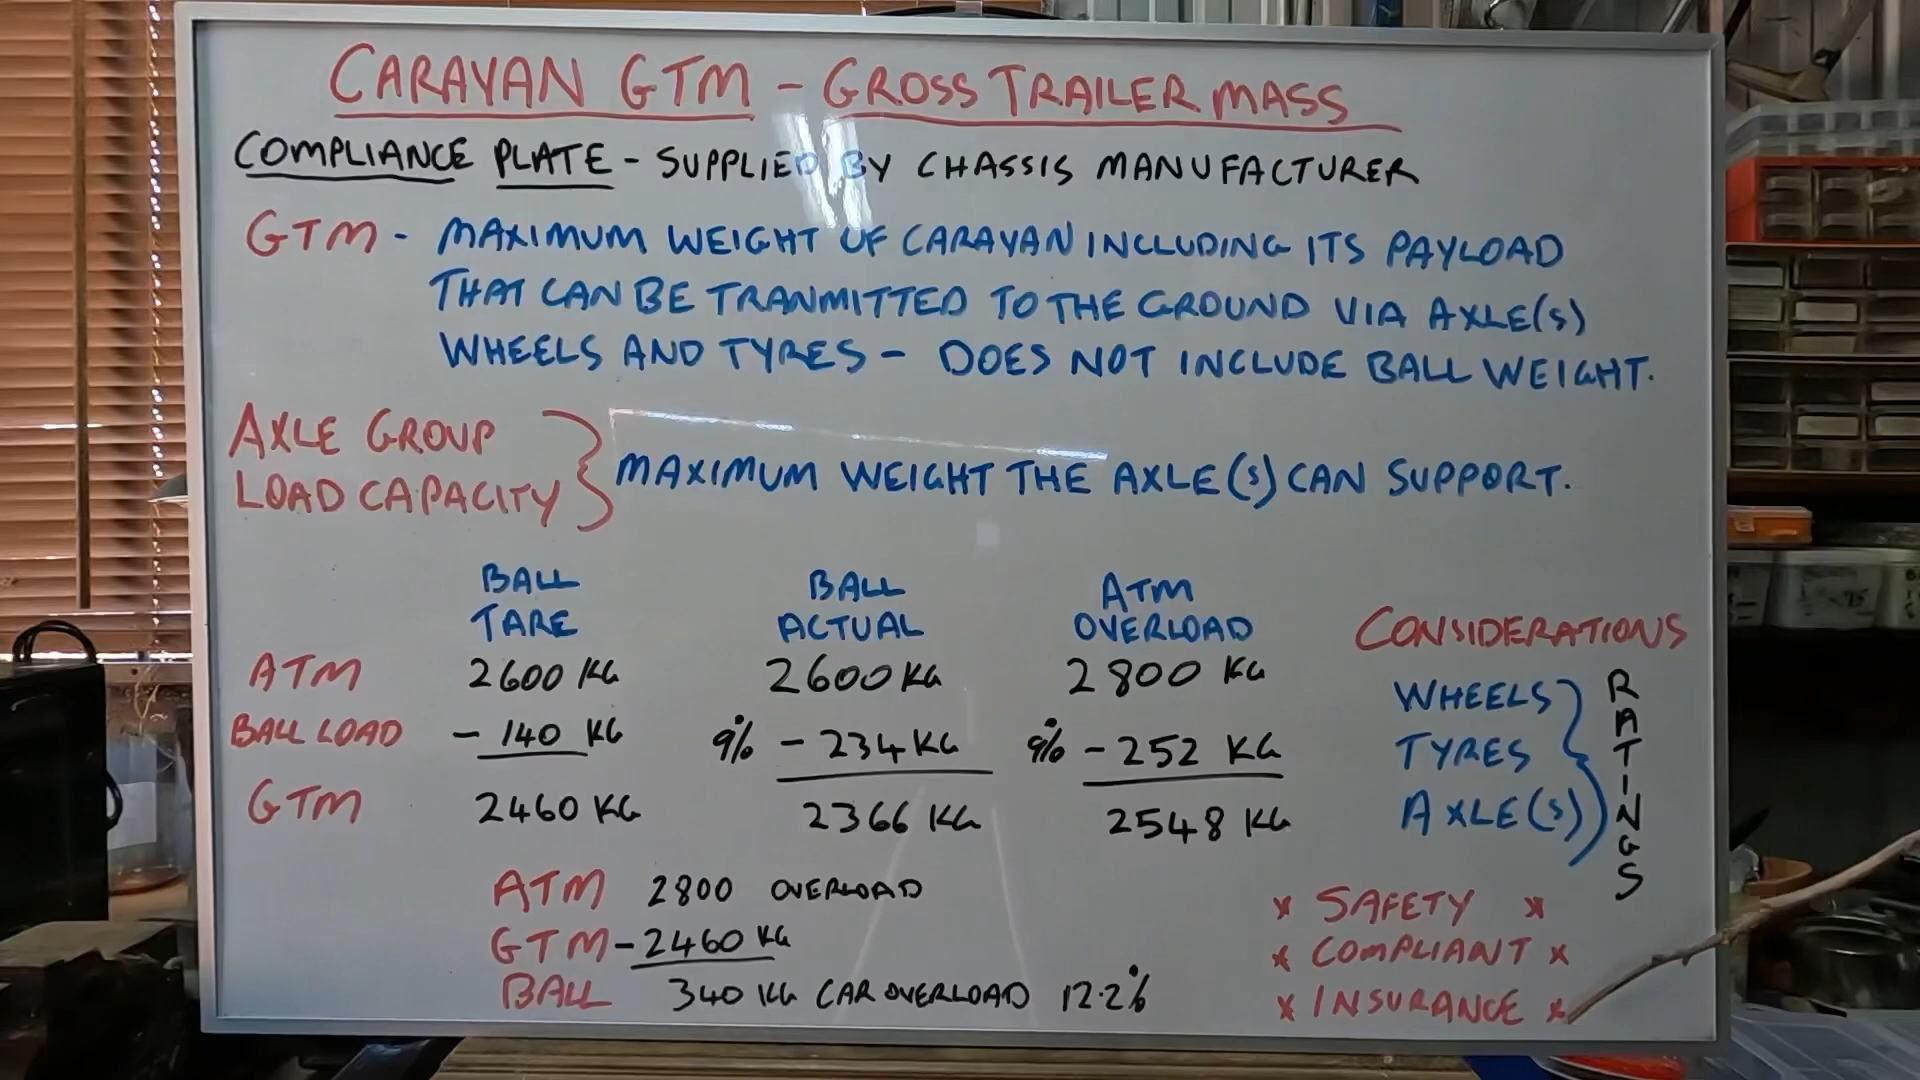 CARAVAN GTM - GROSS TRAILER MASS
COMPLIANCE PLATE - SUPPLIED BY CHASSIS MANUFACTURER
GTM - MAXIMUM WEIGHT OF CARAVAN INCLUDING ITS PAYLOAD
THAT CAN BE TRANMITTED TO THE GROUND VIA AXLE(S)
WHEELS AND TYRES - DOES NOT INCLUDE BALL WEIGHT.
AXLE GROUP
LOAD CAPACITY
MAXIMUM WEIGHT THE AXLE(S) CAN SUPPORT.
BALL TARE
BALL ACTUAL
ATM OVERLOAD
ATM 2600 KG 2600 KG 2800 KG
BALL LOAD - 140 KG 9% - 234 KG 9% - 252 KG
GTM 2460 KG 2366 KG 2548 KG
CONSIDERATIONS
WHEELS
TYRES
AXLE(S)
RATINGS
ATM 2800 OVERLOAD
GTM - 2460 KG
BALL 340 KG CAR OVERLOAD 12.2%
* SAFETY *
* COMPLIANT *
* INSURANCE *